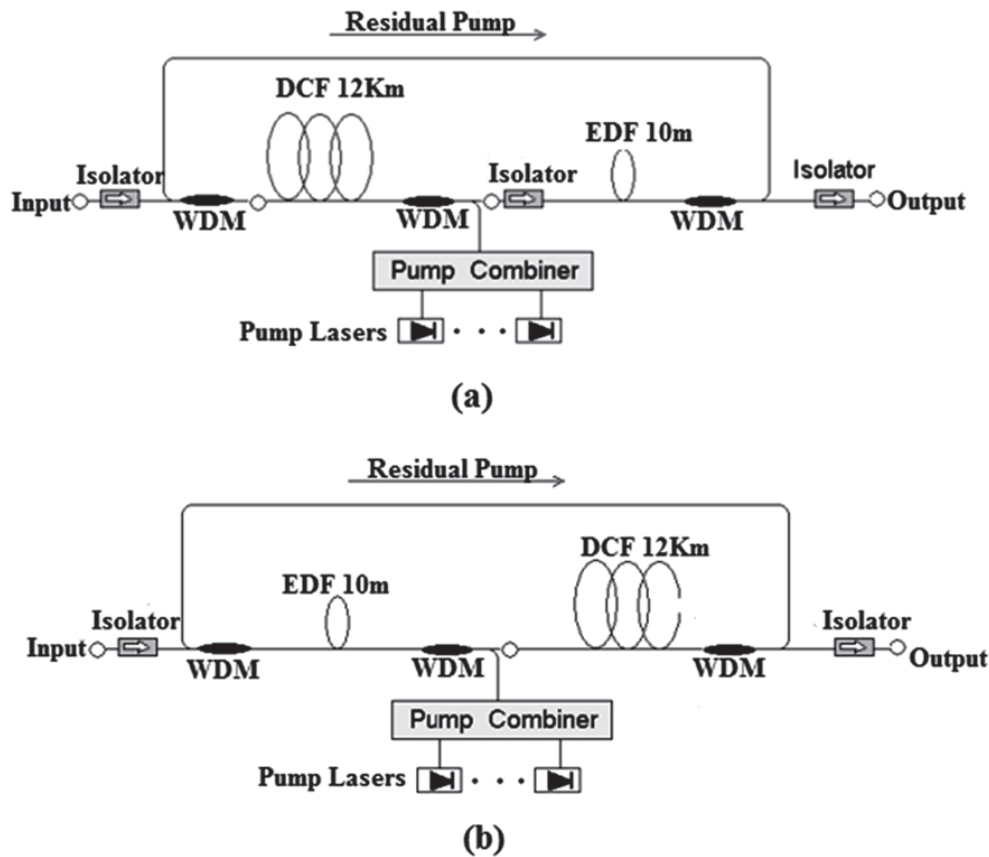 Residual Pump
DCF 12Km
EDF 10m
Isolator
Isolator
Isolator
Input
Output
WDM
WDM
WDM
Pump Combiner
Pump Lasers
(a)
Residual Pump
DCF 12Km
EDF 10m
Isolator
Isolator
Input
Output
WDM
WDM
WDM
Pump Combiner
Pump Lasers
(b)